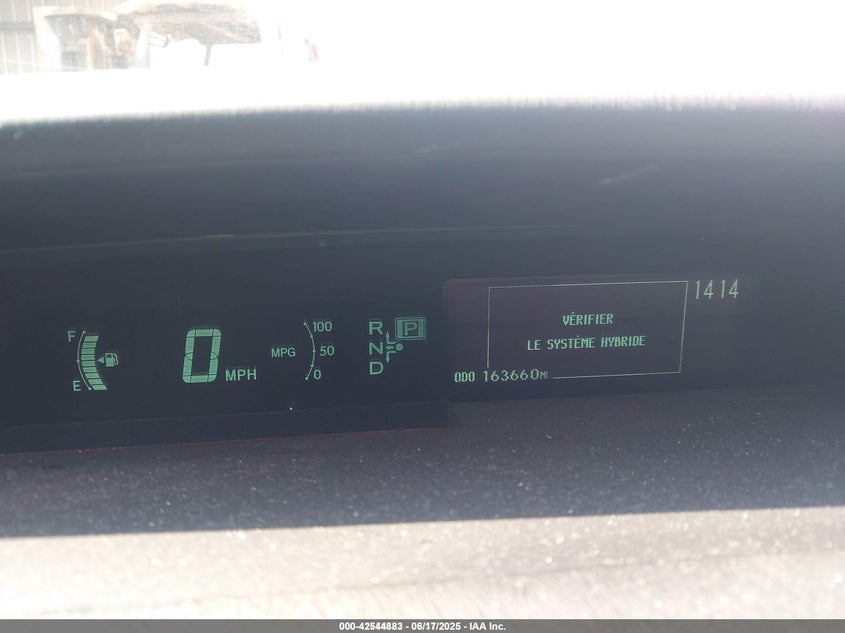 F
E
0 MPH
MPG
100
50
0
R
N
D
P
1414
VÉRIFIER
LE SYSTÈME HYBRIDE
ODO 163660MI
000-42544883 - 06/17/2025 - IAA Inc.